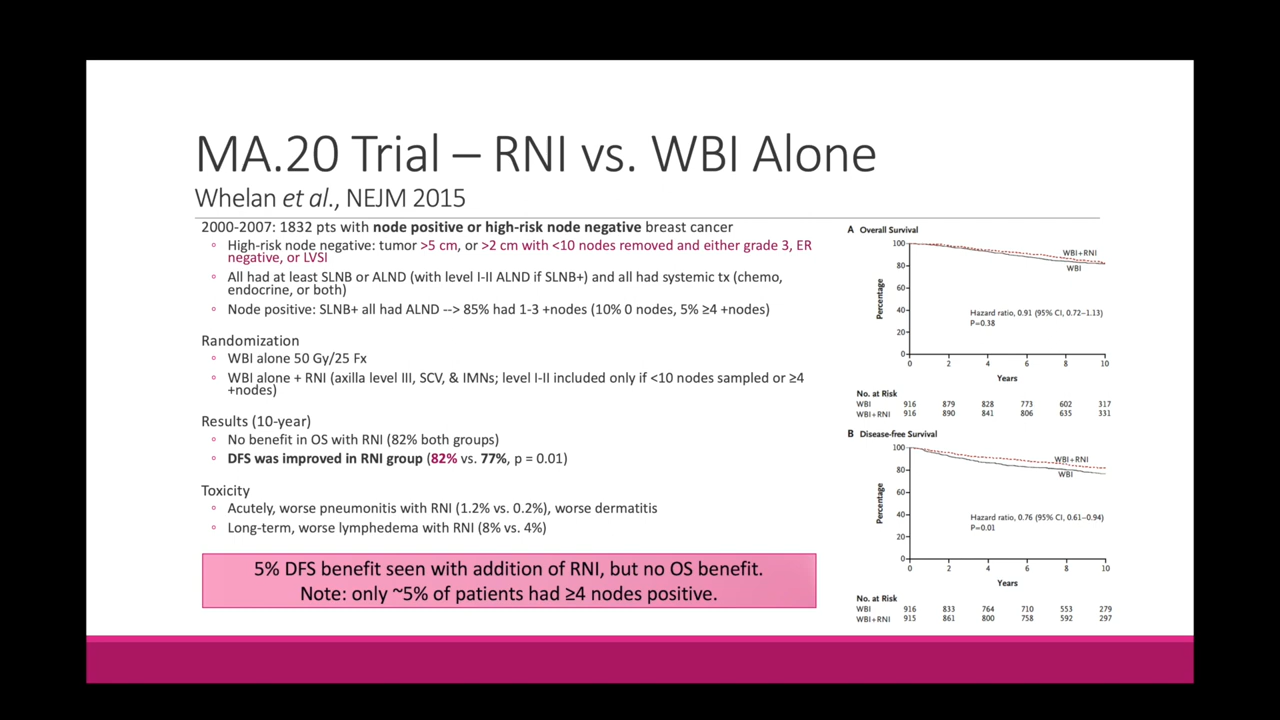 MA.20 Trial – RNI vs. WBI Alone
Whelan et al., NEJM 2015
2000-2007: 1832 pts with node positive or high-risk node negative breast cancer
◦ High-risk node negative: tumor >5 cm, or >2 cm with <10 nodes removed and either grade 3, ER
negative, or LVSI
◦ All had at least SLNB or ALND (with level I-II ALND if SLNB+) and all had systemic tx (chemo,
endocrine, or both)
◦ Node positive: SLNB+ all had ALND --> 85% had 1-3 +nodes (10% 0 nodes, 5% ≥4 +nodes)
Randomization
◦ WBI alone 50 Gy/25 Fx
◦ WBI alone + RNI (axilla level III, SCV, & IMNs; level I-II included only if <10 nodes sampled or ≥4
+nodes)
Results (10-year)
◦ No benefit in OS with RNI (82% both groups)
◦ DFS was improved in RNI group (82% vs. 77%, p = 0.01)
Toxicity
◦ Acutely, worse pneumonitis with RNI (1.2% vs. 0.2%), worse dermatitis
◦ Long-term, worse lymphedema with RNI (8% vs. 4%)
5% DFS benefit seen with addition of RNI, but no OS benefit.
Note: only ~5% of patients had ≥4 nodes positive.
A Overall Survival
100
80
60
40
20
0
Percentage
WBI+RNI
WBI
Hazard ratio, 0.91 (95% CI, 0.72–1.13)
P=0.38
0 2 4 6 8 10
Years
No. at Risk
WBI 916 879 828 773 602 317
WBI+RNI 916 890 841 806 635 331
B Disease-free Survival
100
80
60
40
20
0
Percentage
WBI+RNI
WBI
Hazard ratio, 0.76 (95% CI, 0.61–0.94)
P=0.01
0 2 4 6 8 10
Years
No. at Risk
WBI 916 833 764 710 553 279
WBI+RNI 915 861 800 758 592 297